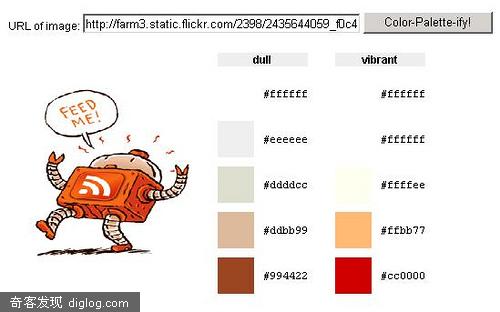 URL of image: http://farm3.static.flickr.com/2398/2435644059_f0c4 Color-Palette-ify!
dull vibrant
FEED
ME!
#ffffff #ffffff
#eeeeee #ffffff
#ddddcc #ffffee
#ddbb99 #ffbb77
#994422 #cc0000
奇客发现 diglog.com